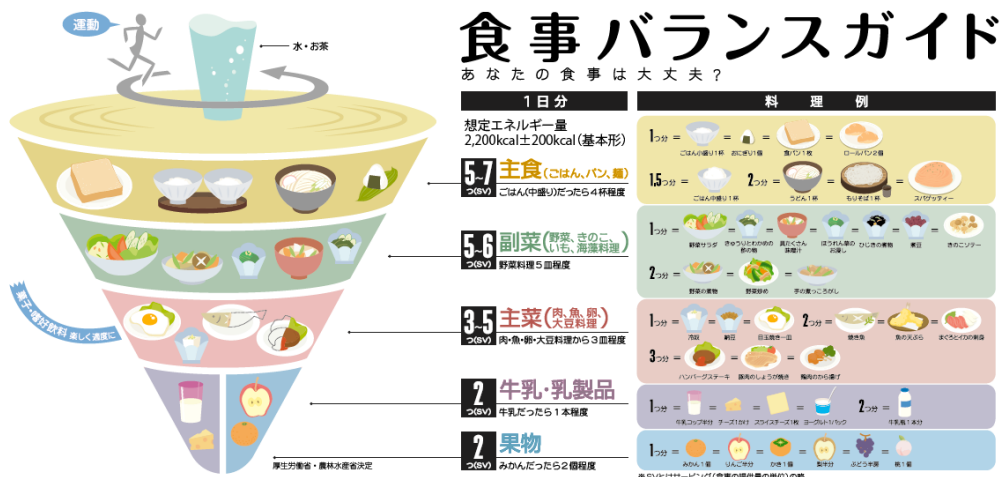 運動
水・お茶
菓子・嗜好飲料 楽しく適度に
厚生労働省・農林水産省決定
食事バランスガイド
あなたの食事は大丈夫?
1日分
想定エネルギー量
2,200kcal±200kcal(基本形)
5~7 つ(SV) 主食(ごはん、パン、麺)
ごはん(中盛り)だったら4杯程度
5~6 つ(SV) 副菜(野菜、きのこ、いも、海藻料理)
野菜料理5皿程度
3~5 つ(SV) 主菜(肉、魚、卵、大豆料理)
肉・魚・卵・大豆料理から3皿程度
2 つ(SV) 牛乳・乳製品
牛乳だったら1本程度
2 つ(SV) 果物
みかんだったら2個程度
料理例
1つ分 = ごはん小盛り1杯 = おにぎり1個 = 食パン1枚 = ロールパン2個
1.5つ分 = ごはん中盛り1杯 2つ分 = うどん1杯 = もりそば1杯 = スパゲッティー
1つ分 = 野菜サラダ = きゅうりとわかめの酢の物 = 具たくさん味噌汁 = ほうれん草のお浸し = ひじきの煮物 = 煮豆 = きのこソテー
2つ分 = 野菜の煮物 = 野菜炒め = 芋の煮っころがし
1つ分 = 冷奴 = 納豆 = 目玉焼き一皿 2つ分 = 焼き魚 = 魚の天ぷら = まぐろとイカの刺身
3つ分 = ハンバーグステーキ = 豚肉のしょうが焼き = 鶏肉のから揚げ
1つ分 = 牛乳コップ半分 = チーズ1かけ = スライスチーズ1枚 = ヨーグルト1パック 2つ分 = 牛乳瓶1本分
1つ分 = みかん1個 = りんご半分 = かき1個 = 梨半分 = ぶどう半房 = 桃1個